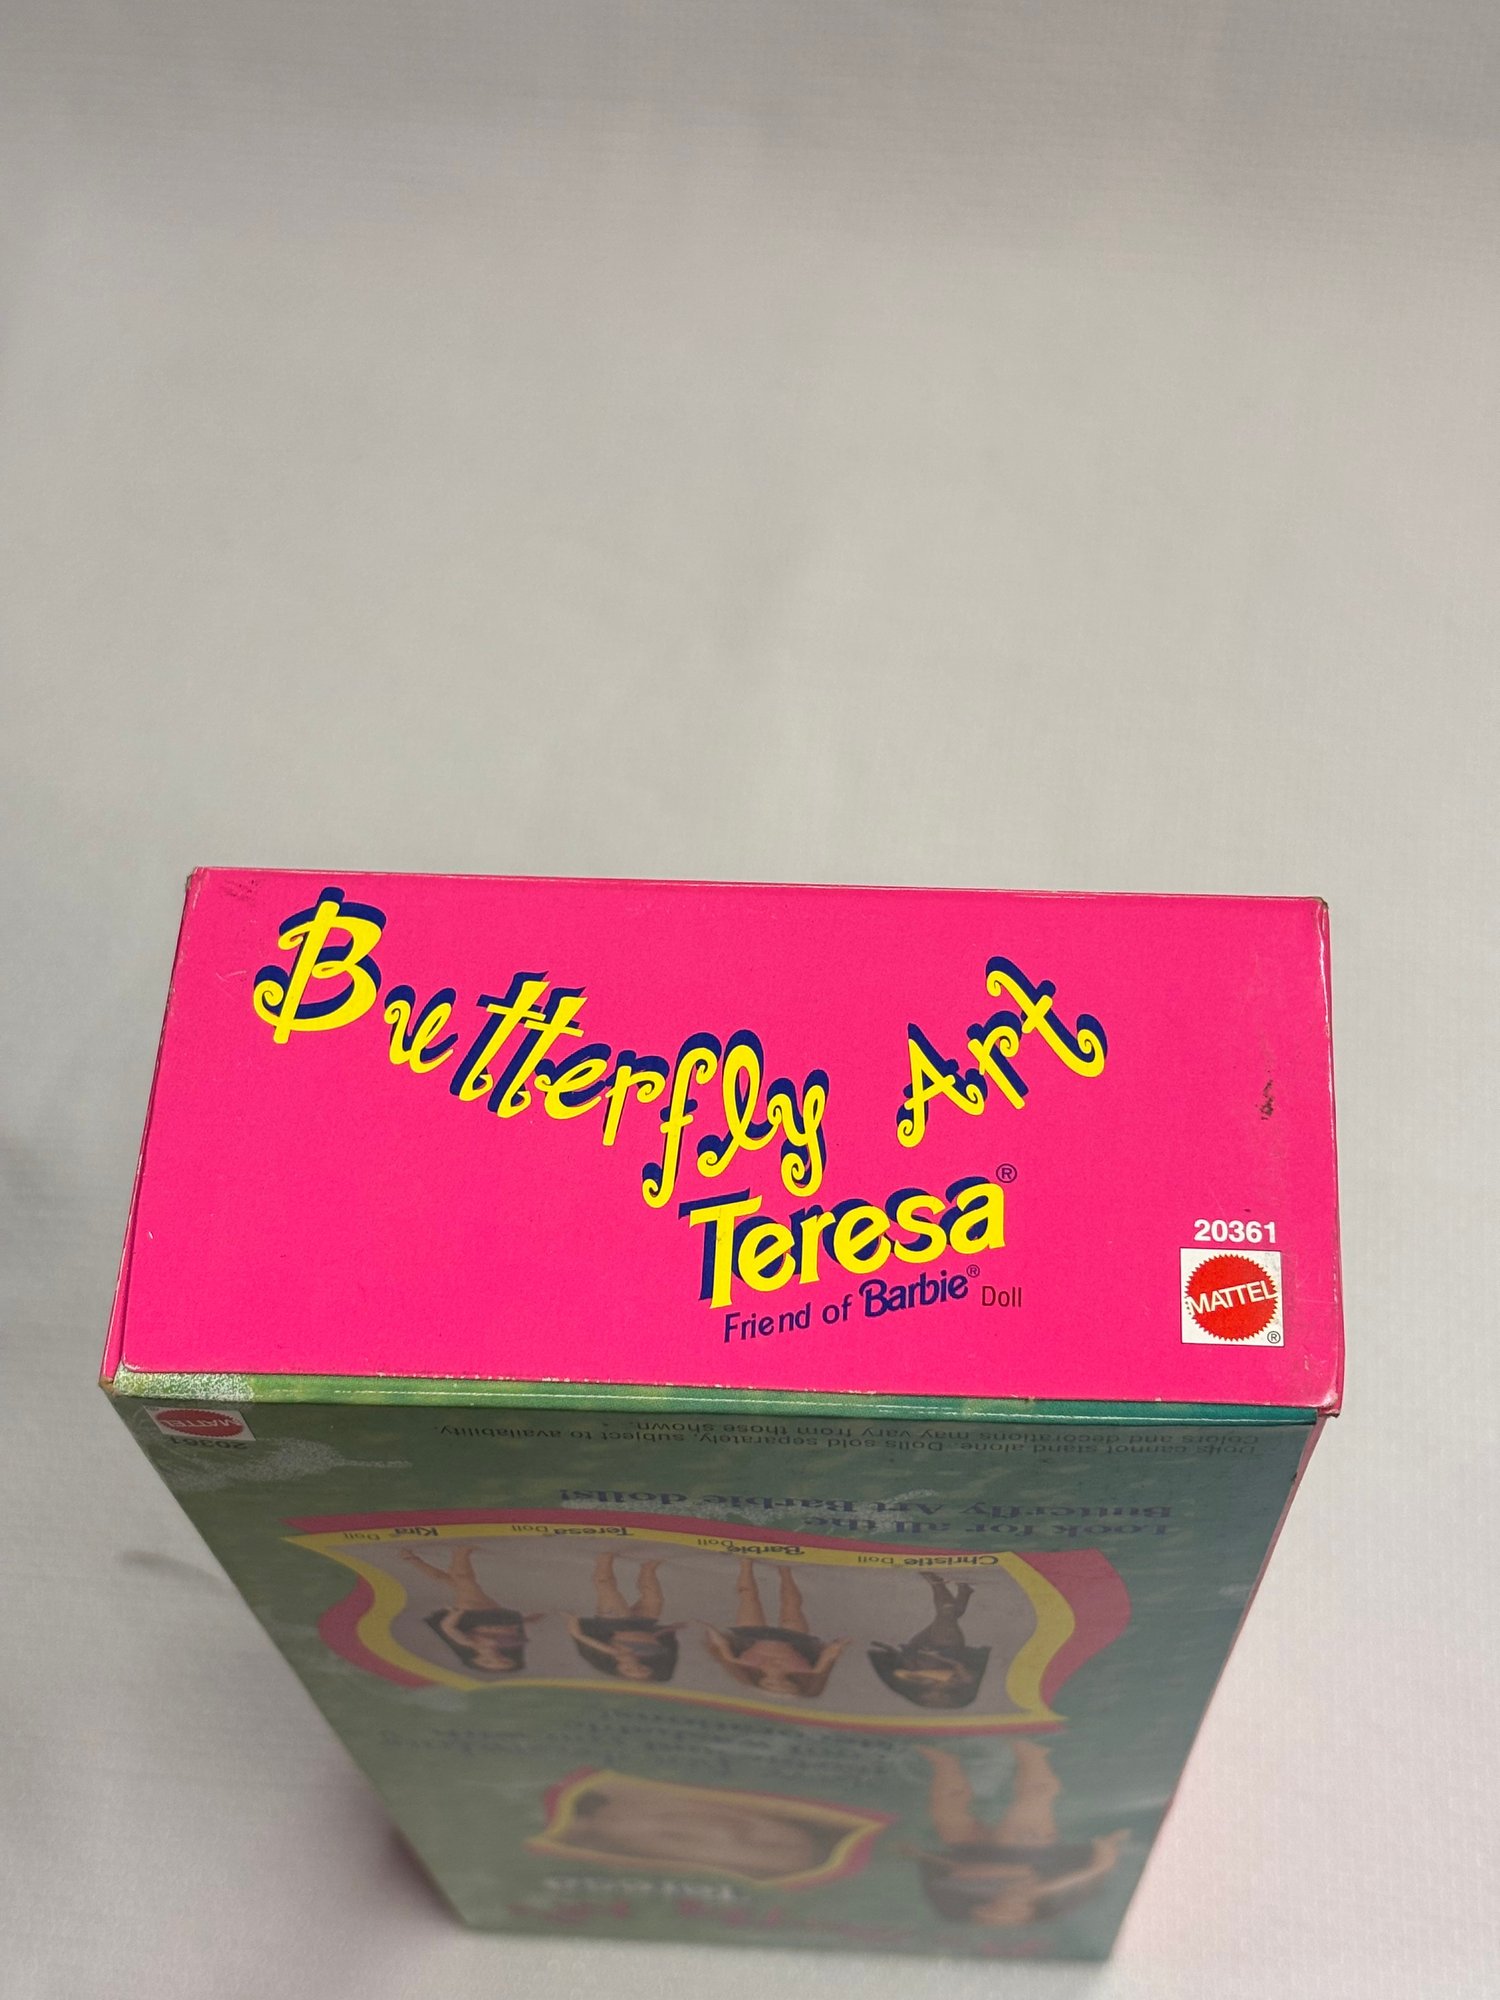 Butterfly Art
Teresa®
Friend of Barbie® Doll
20361
MATTEL
®
MATTEL
20361
Colors and decorations may vary from those shown.
Dolls cannot stand alone. Dolls sold separately, subject to availability.
Look for all the
Butterfly Art Barbie dolls!
Christie® Doll
Barbie® Doll
Teresa® Doll
Kira® Doll
Teresa